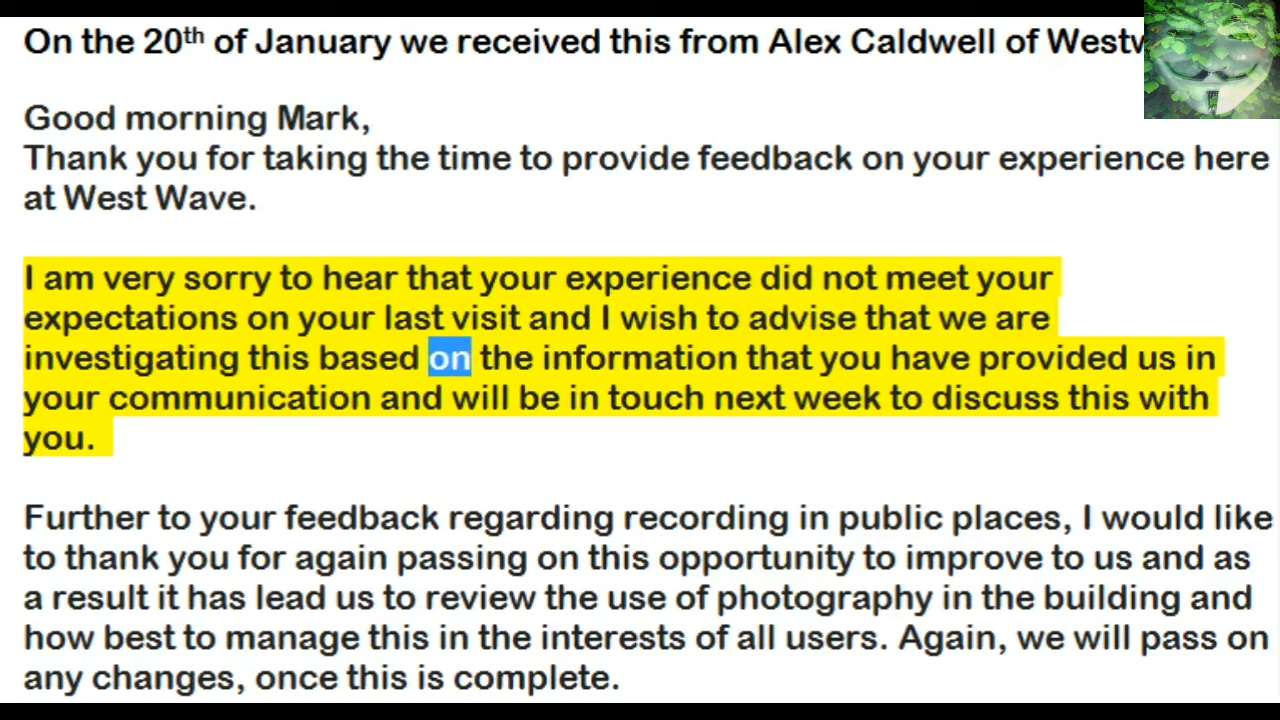 On the 20th of January we received this from Alex Caldwell of
Good morning Mark,
Thank you for taking the time to provide feedback on your experience here
at West Wave.
I am very sorry to hear that your experience did not meet your
expectations on your last visit and I wish to advise that we are
investigating this based on the information that you have provided us in
your communication and will be in touch next week to discuss this with
you.
Further to your feedback regarding recording in public places, I would like
to thank you for again passing on this opportunity to improve to us and as
a result it has lead us to review the use of photography in the building and
how best to manage this in the interests of all users. Again, we will pass on
any changes, once this is complete.